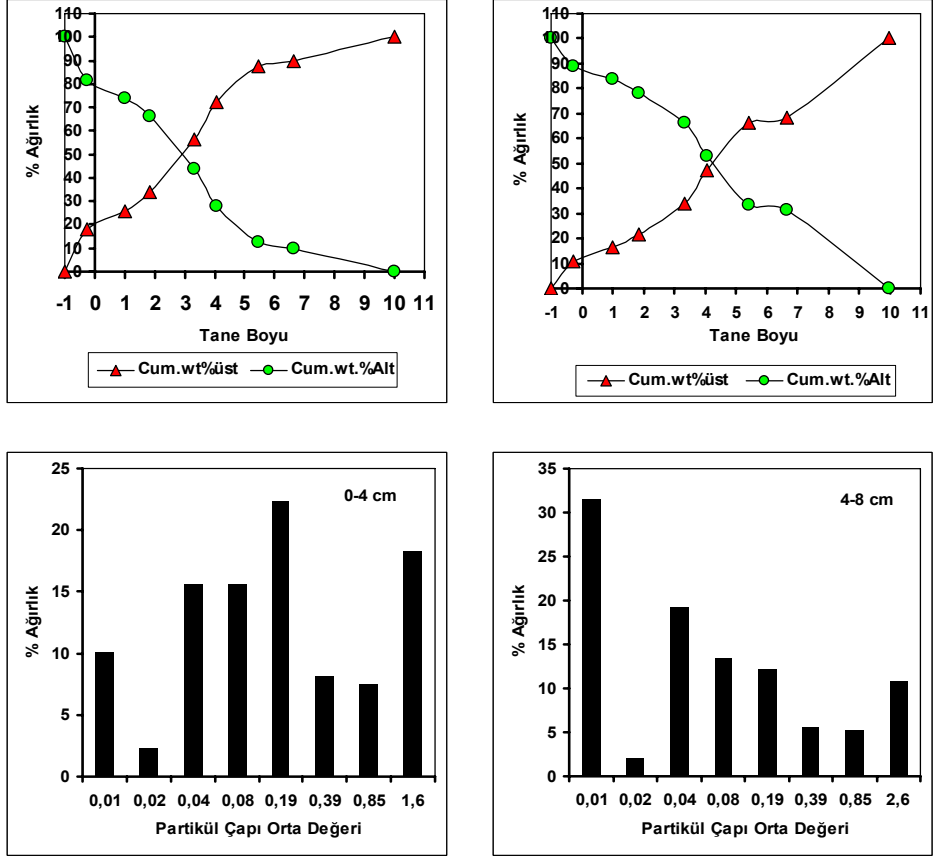 110
100
90
80
70
60
50
40
30
20
10
0
% Ağırlık
-1 0 1 2 3 4 5 6 7 8 9 10 11
Tane Boyu
Cum.wt%üst Cum.wt.%Alt
110
100
90
80
70
60
50
40
30
20
10
0
% Ağırlık
-1 0 1 2 3 4 5 6 7 8 9 10 11
Tane Boyu
Cum.wt%üst Cum.wt.%Alt
25
20
15
10
5
0
% Ağırlık
0-4 cm
0,01 0,02 0,04 0,08 0,19 0,39 0,85 1,6
Partikül Çapı Orta Değeri
35
30
25
20
15
10
5
0
% Ağırlık
4-8 cm
0,01 0,02 0,04 0,08 0,19 0,39 0,85 2,6
Partikül Çapı Orta Değeri